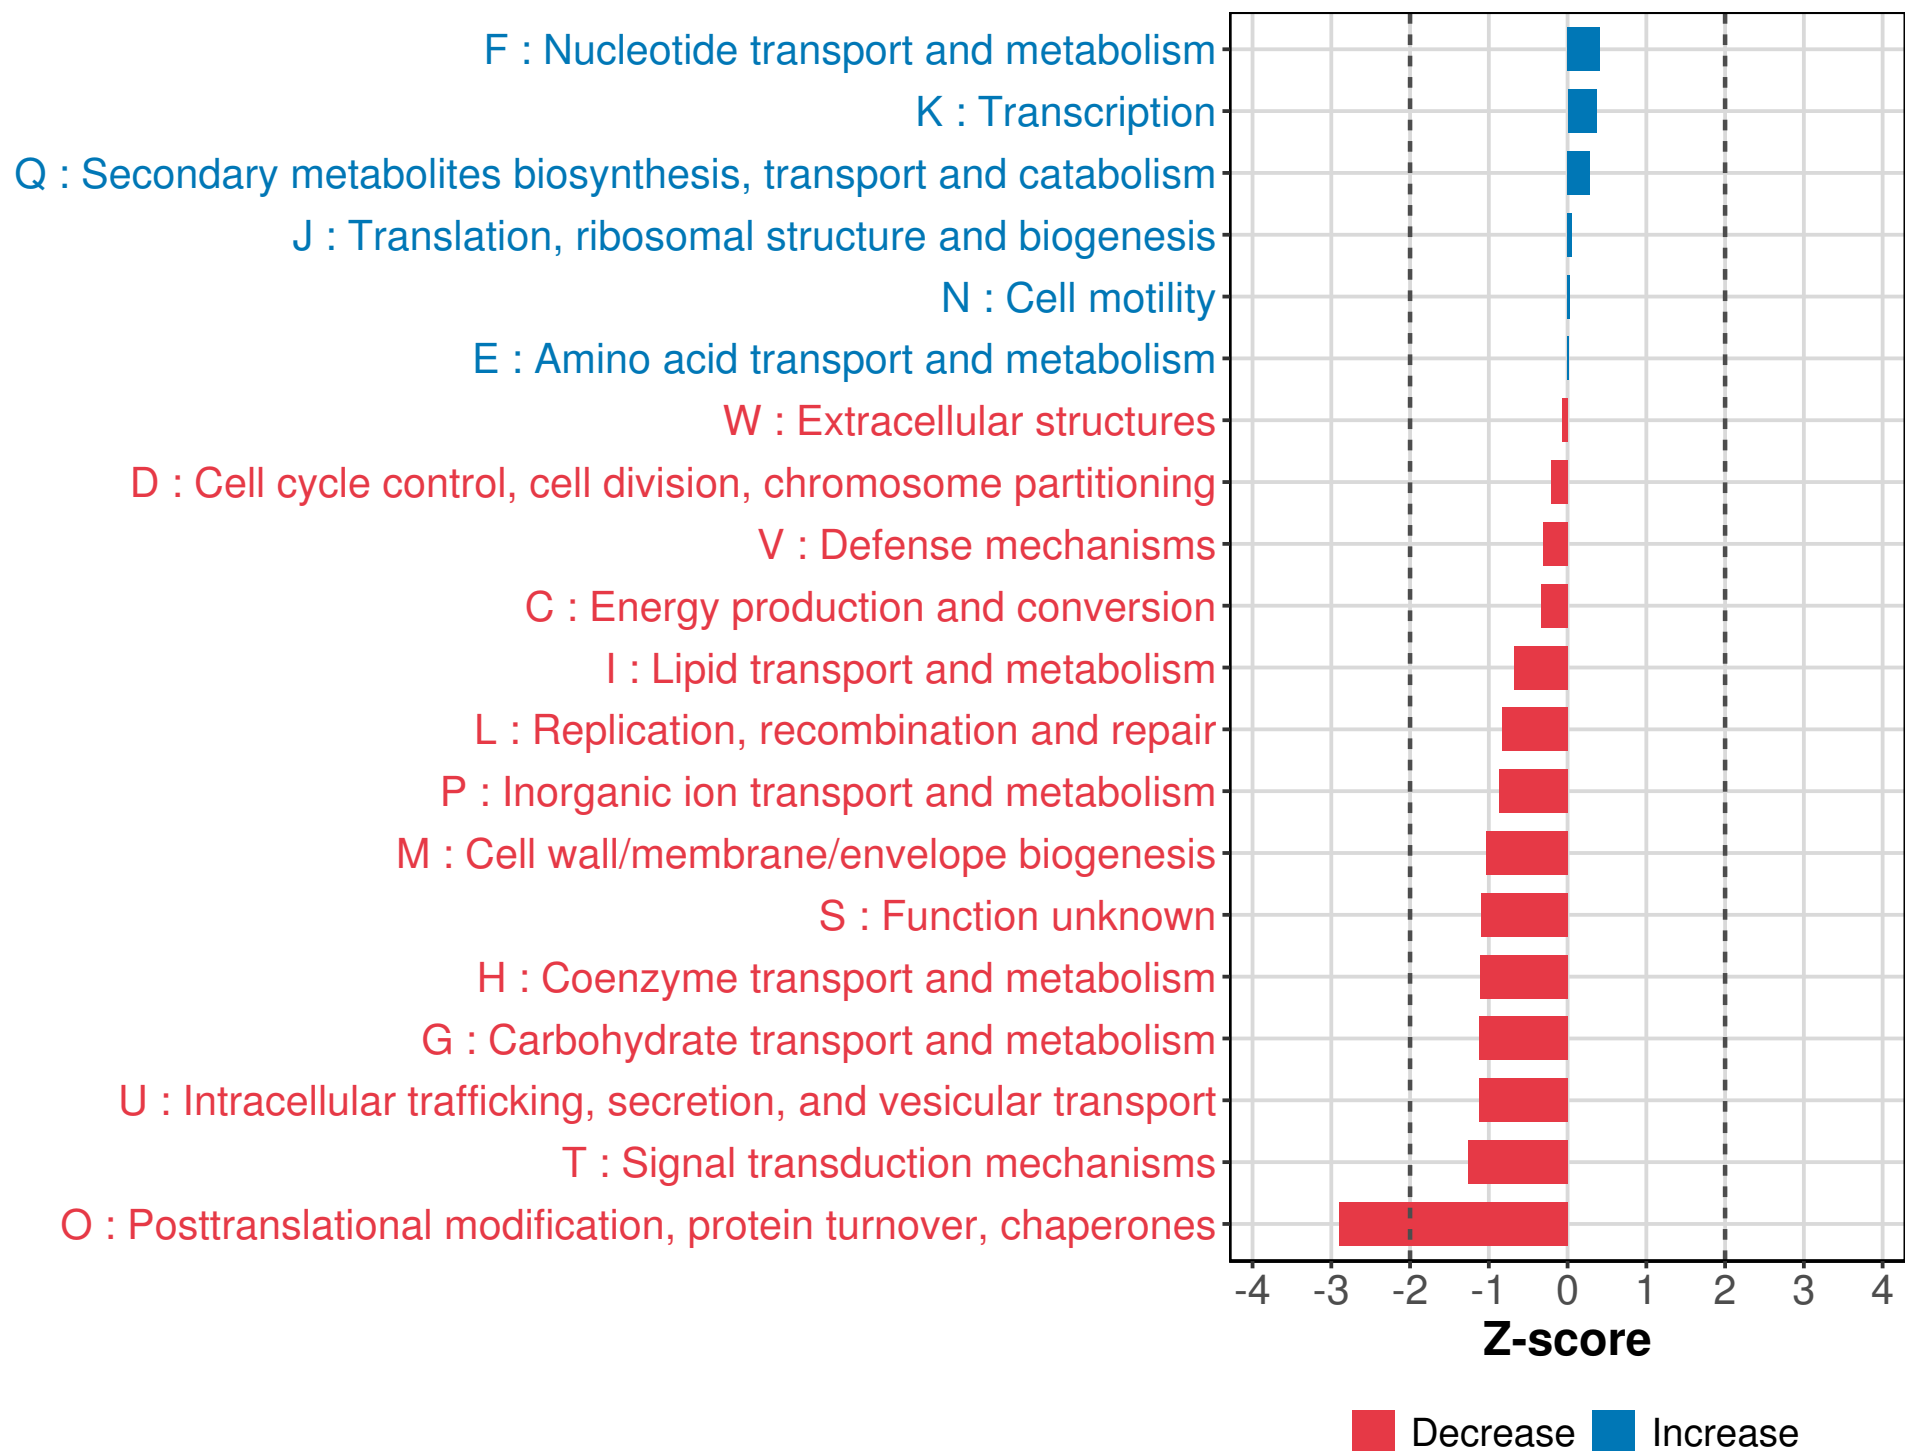 F : Nucleotide transport and metabolism
K : Transcription
Q : Secondary metabolites biosynthesis, transport and catabolism
J : Translation, ribosomal structure and biogenesis
N : Cell motility
E : Amino acid transport and metabolism
W : Extracellular structures
D : Cell cycle control, cell division, chromosome partitioning
V : Defense mechanisms
C : Energy production and conversion
I : Lipid transport and metabolism
L : Replication, recombination and repair
P : Inorganic ion transport and metabolism
M : Cell wall/membrane/envelope biogenesis
S : Function unknown
H : Coenzyme transport and metabolism
G : Carbohydrate transport and metabolism
U : Intracellular trafficking, secretion, and vesicular transport
T : Signal transduction mechanisms
O : Posttranslational modification, protein turnover, chaperones
-4 -3 -2 -1 0 1 2 3 4
Z-score
Decrease Increase